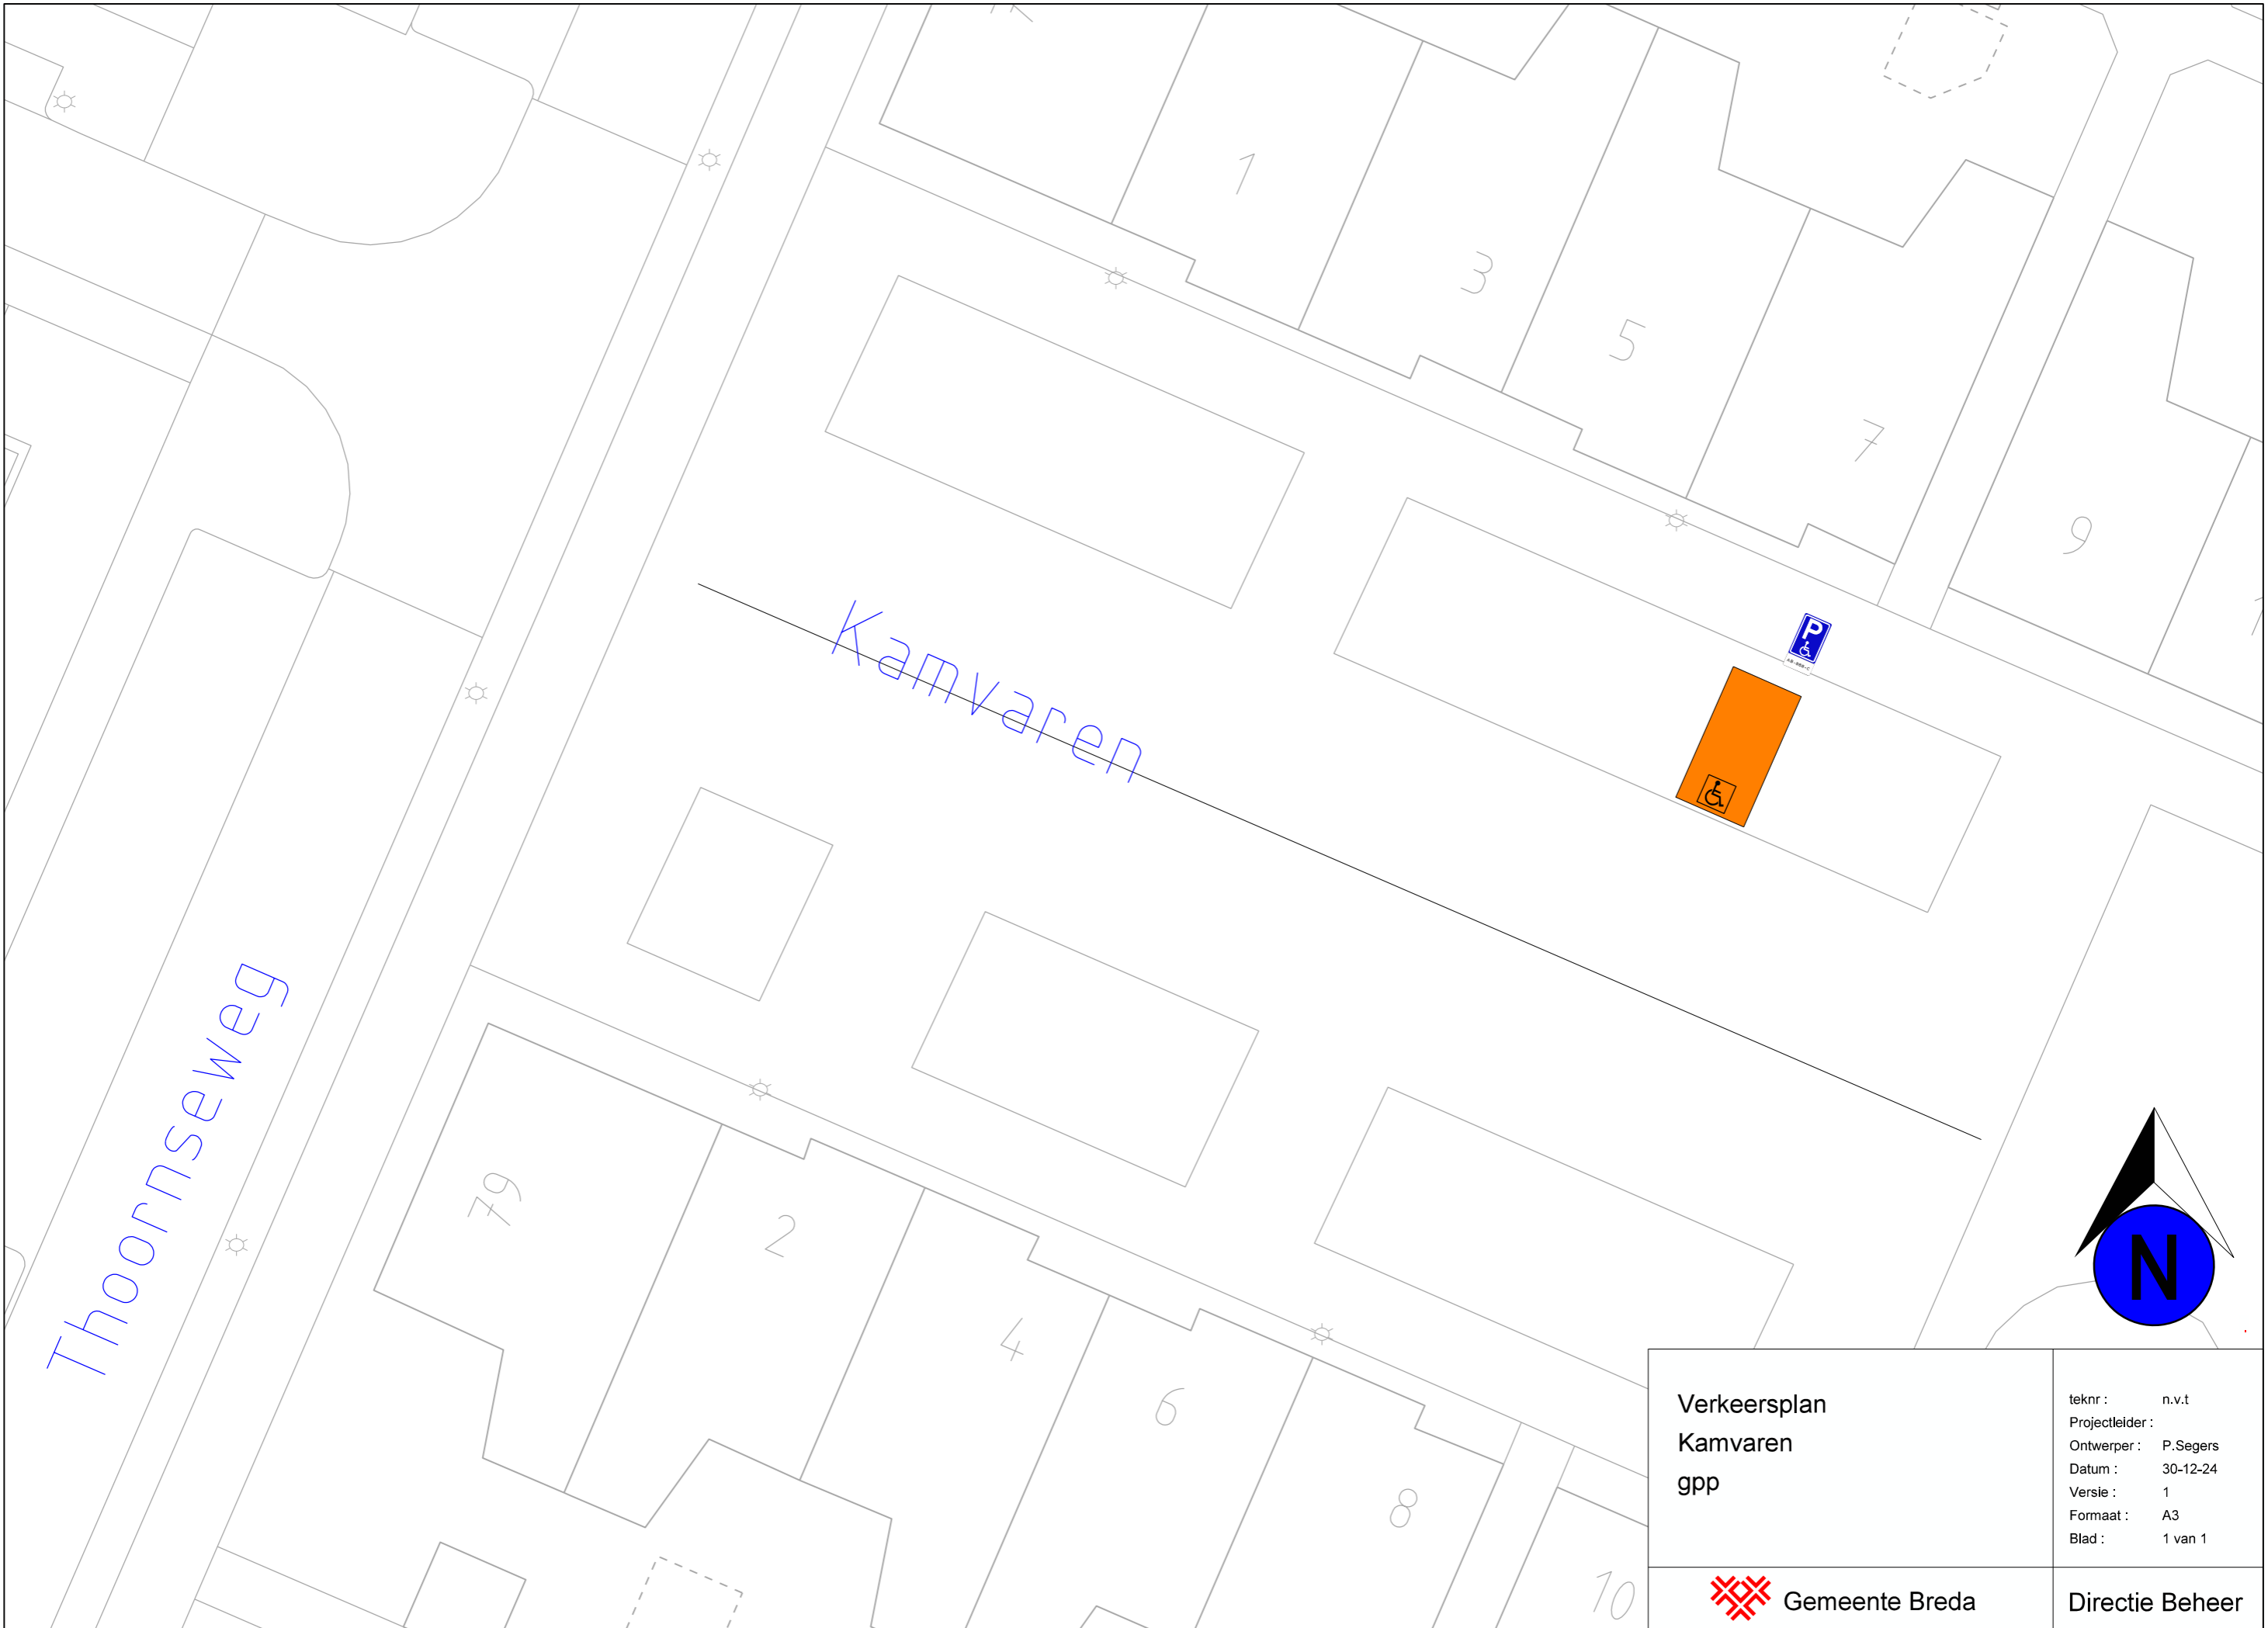 1
3
5
7
9
P
Kamvaren
Thoornseweg
79
2
4
6
8
10
N
Verkeersplan
Kamvaren
gpp
teknr : n.v.t
Projectleider :
Ontwerper : P.Segers
Datum : 30-12-24
Versie : 1
Formaat : A3
Blad : 1 van 1
Gemeente Breda
Directie Beheer